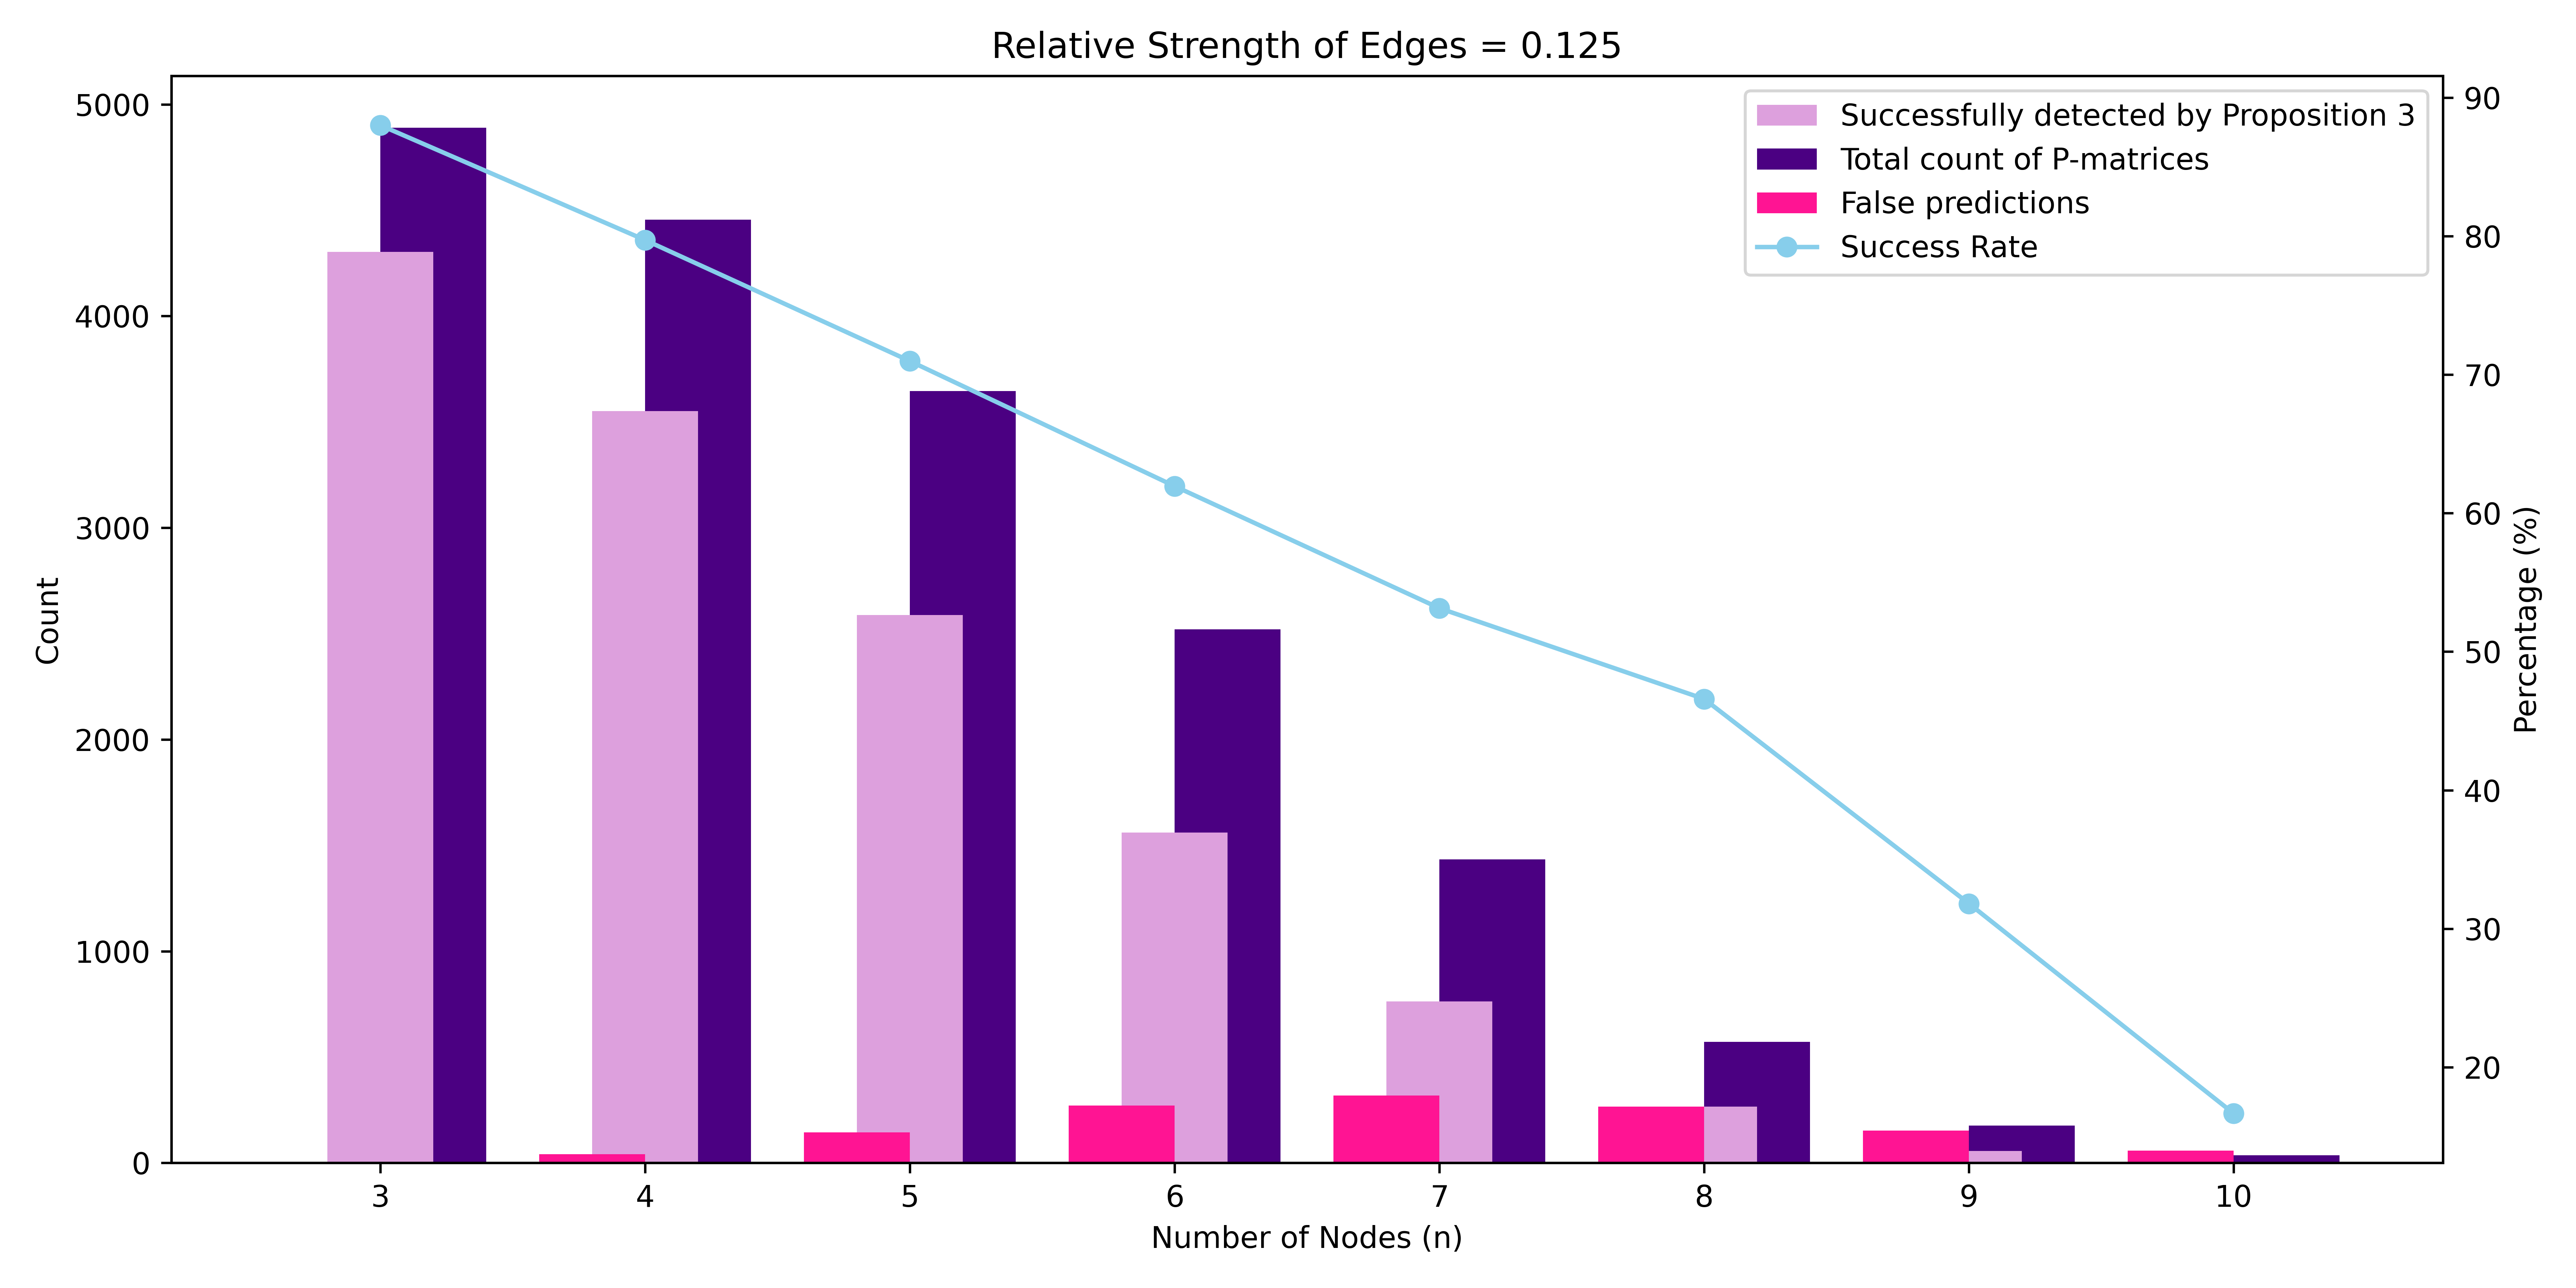 Relative Strength of Edges = 0.125
Successfully detected by Proposition 3
Total count of P-matrices
False predictions
Success Rate
Count
5000
4000
3000
2000
1000
0
Percentage (%)
90
80
70
60
50
40
30
20
3 4 5 6 7 8 9 10
Number of Nodes (n)